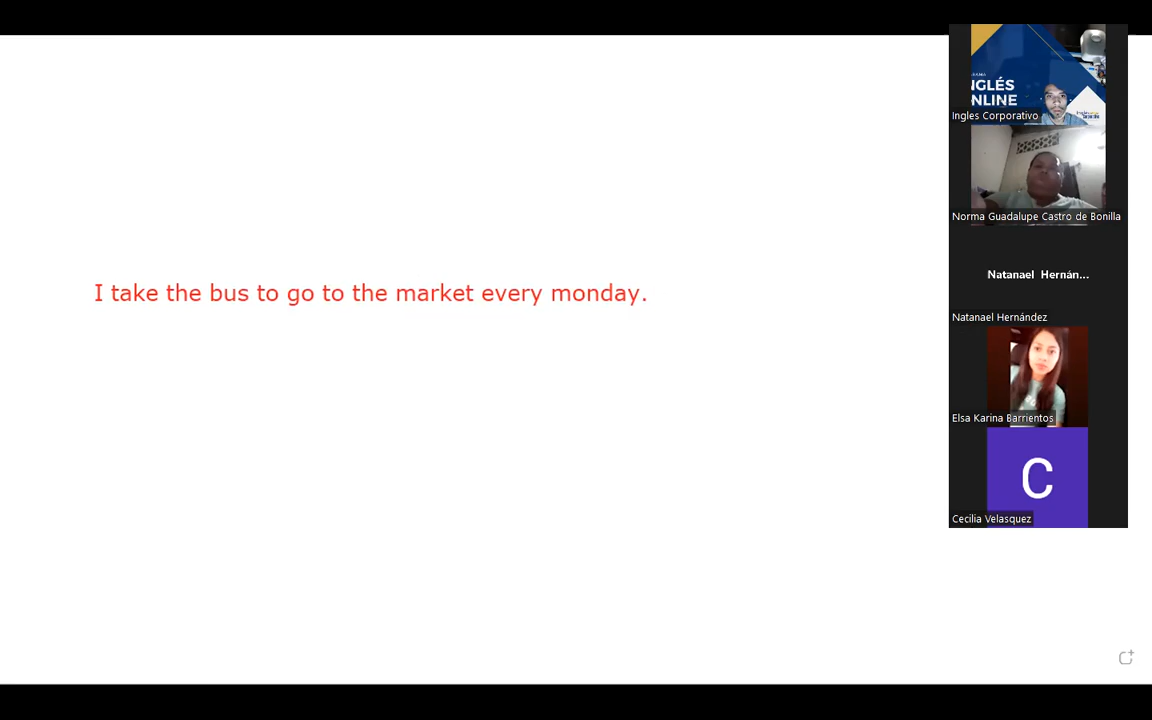 INGLÉS
ONLINE
Ingles Corporativo
Norma Guadalupe Castro de Bonilla
Natanael Hernán...
Natanael Hernández
I take the bus to go to the market every monday.
Elsa Karina Barrientos
C
Cecilia Velasquez